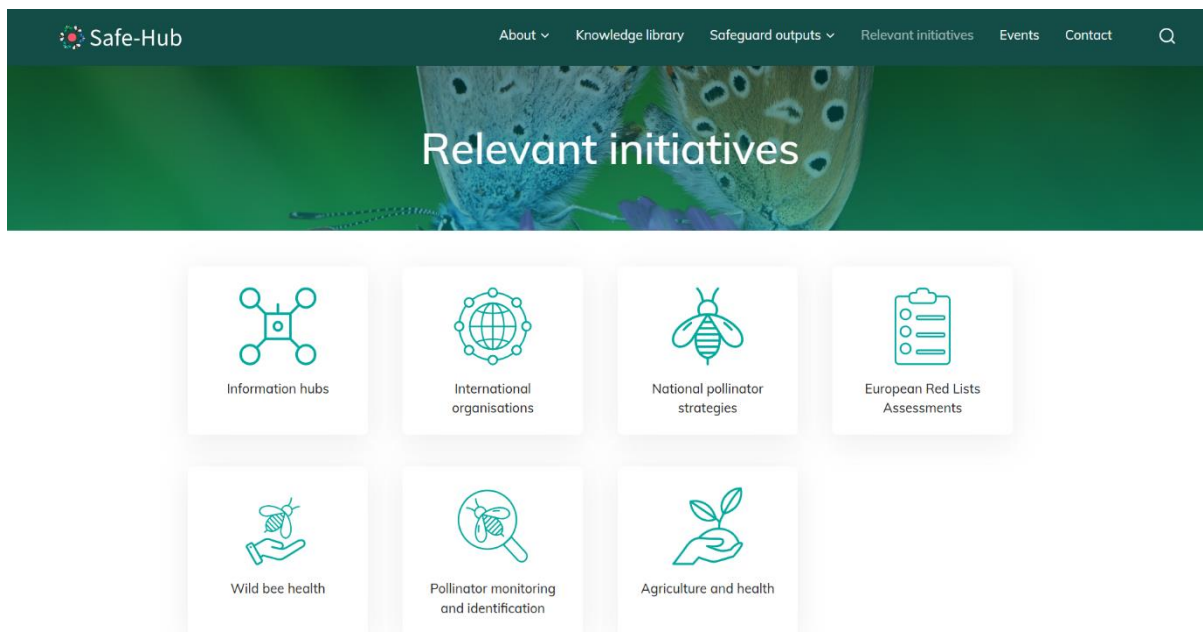 Safe-Hub
About
Knowledge library
Safeguard outputs
Relevant initiatives
Events
Contact
Relevant initiatives
Information hubs
International
organisations
National pollinator
strategies
European Red Lists
Assessments
Wild bee health
Pollinator monitoring
and identification
Agriculture and health